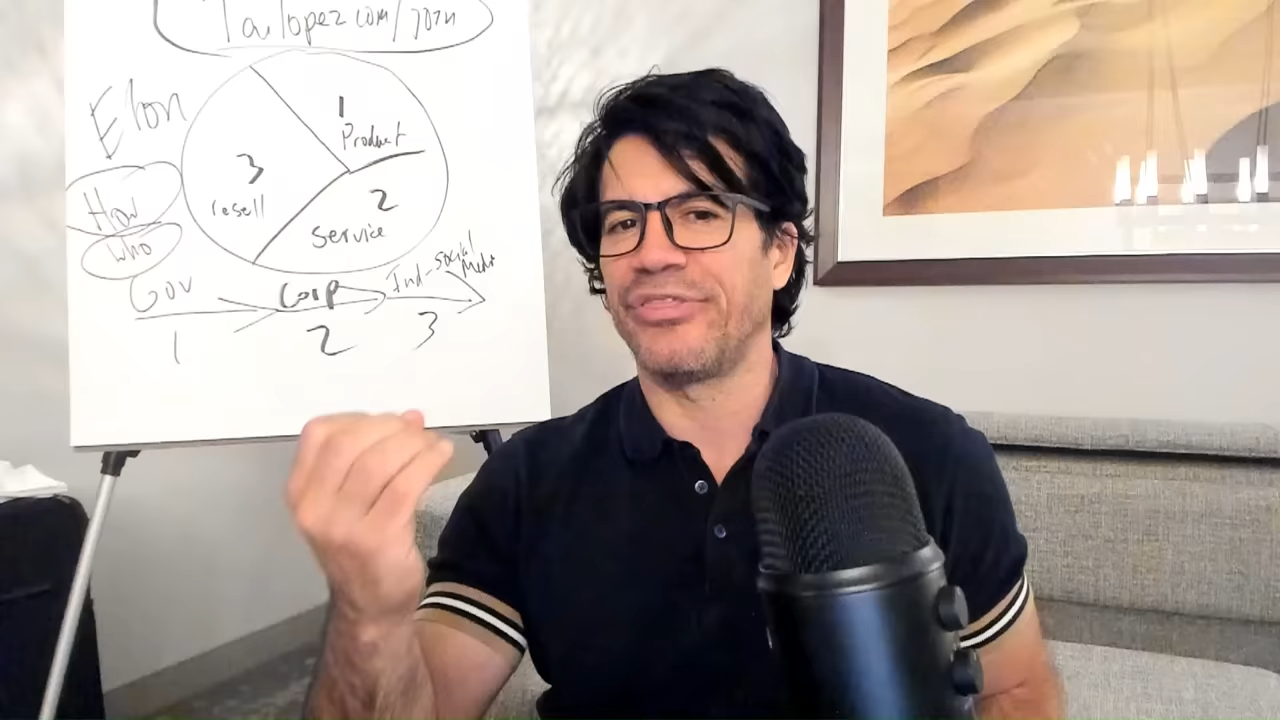 Tailopez com/join
Elon
1
Product
3
resell
2
service
How
who
Gov
Corp
Ind-social
Media
1
2
3